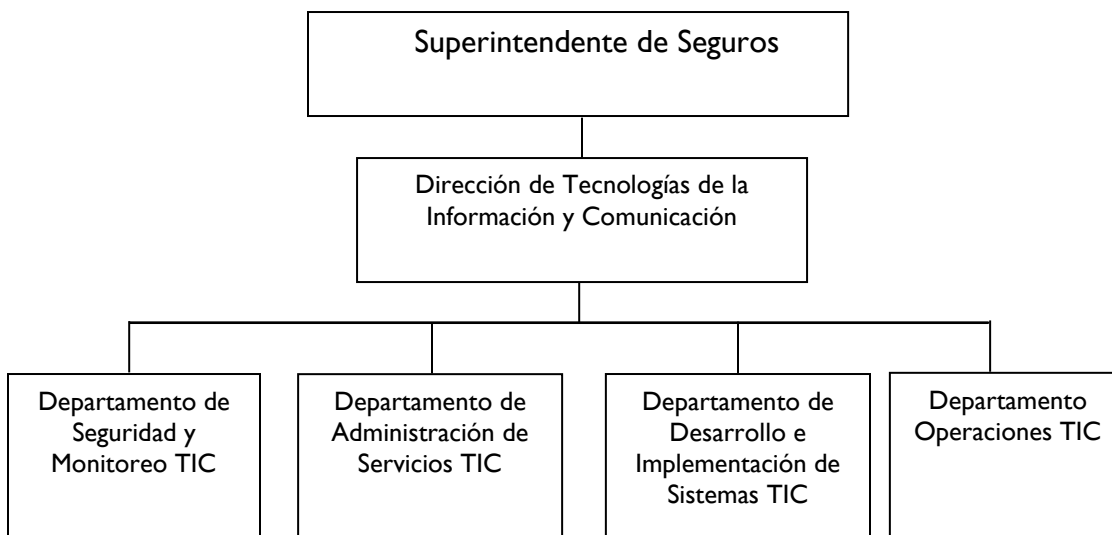 Superintendente de Seguros
Dirección de Tecnologías de la
Información y Comunicación
Departamento de
Seguridad y
Monitoreo TIC
Departamento de
Administración de
Servicios TIC
Departamento de
Desarrollo e
Implementación de
Sistemas TIC
Departamento
Operaciones TIC